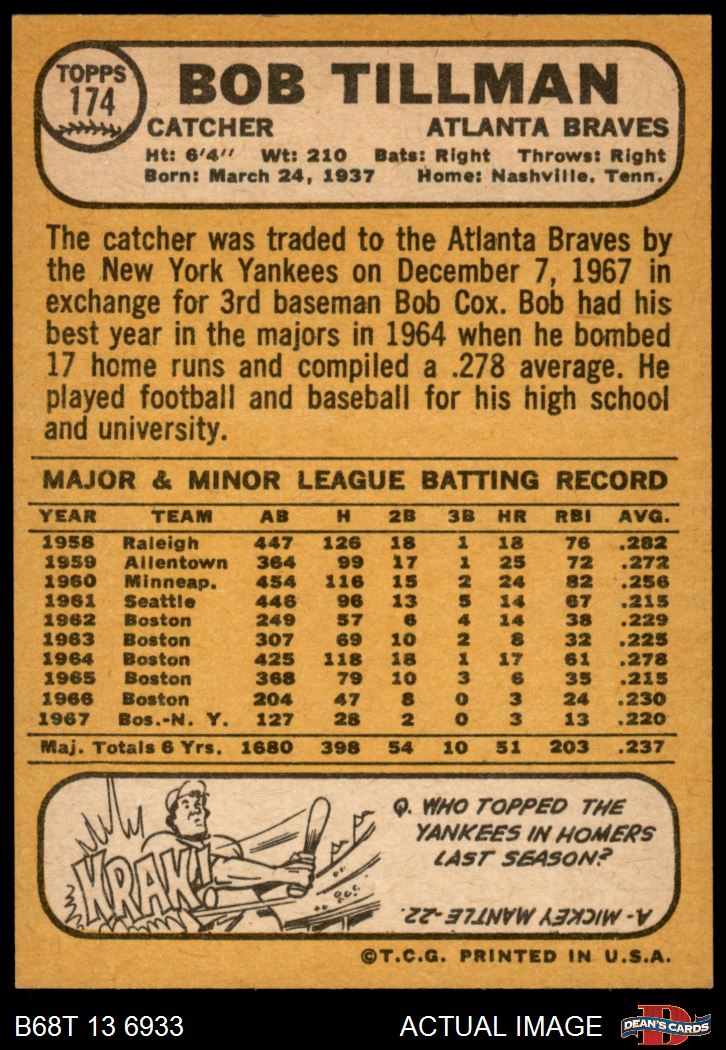 TOPPS
174
BOB TILLMAN
CATCHER ATLANTA BRAVES
Ht: 6'4" Wt: 210 Bats: Right Throws: Right
Born: March 24, 1937 Home: Nashville, Tenn.
The catcher was traded to the Atlanta Braves by
the New York Yankees on December 7, 1967 in
exchange for 3rd baseman Bob Cox. Bob had his
best year in the majors in 1964 when he bombed
17 home runs and compiled a .278 average. He
played football and baseball for his high school
and university.
MAJOR & MINOR LEAGUE BATTING RECORD
YEAR TEAM AB H 2B 3B HR RBI AVG.
1958 Raleigh 447 126 18 1 18 76 .282
1959 Allentown 364 99 17 1 25 72 .272
1960 Minneap. 454 116 15 2 24 82 .256
1961 Seattle 446 96 13 5 14 67 .215
1962 Boston 249 57 6 4 14 38 .229
1963 Boston 307 69 10 2 8 32 .225
1964 Boston 425 118 18 1 17 61 .278
1965 Boston 368 79 10 3 6 35 .215
1966 Boston 204 47 8 0 3 24 .230
1967 Bos.-N. Y. 127 28 2 0 3 13 .220
Maj. Totals 6 Yrs. 1680 398 54 10 51 203 .237
KRAK!
Q. WHO TOPPED THE
YANKEES IN HOMERS
LAST SEASON?
A- MICKEY MANTLE-22.
©T.C.G. PRINTED IN U.S.A.
B68T 13 6933 ACTUAL IMAGE
D
DEAN'S CARDS